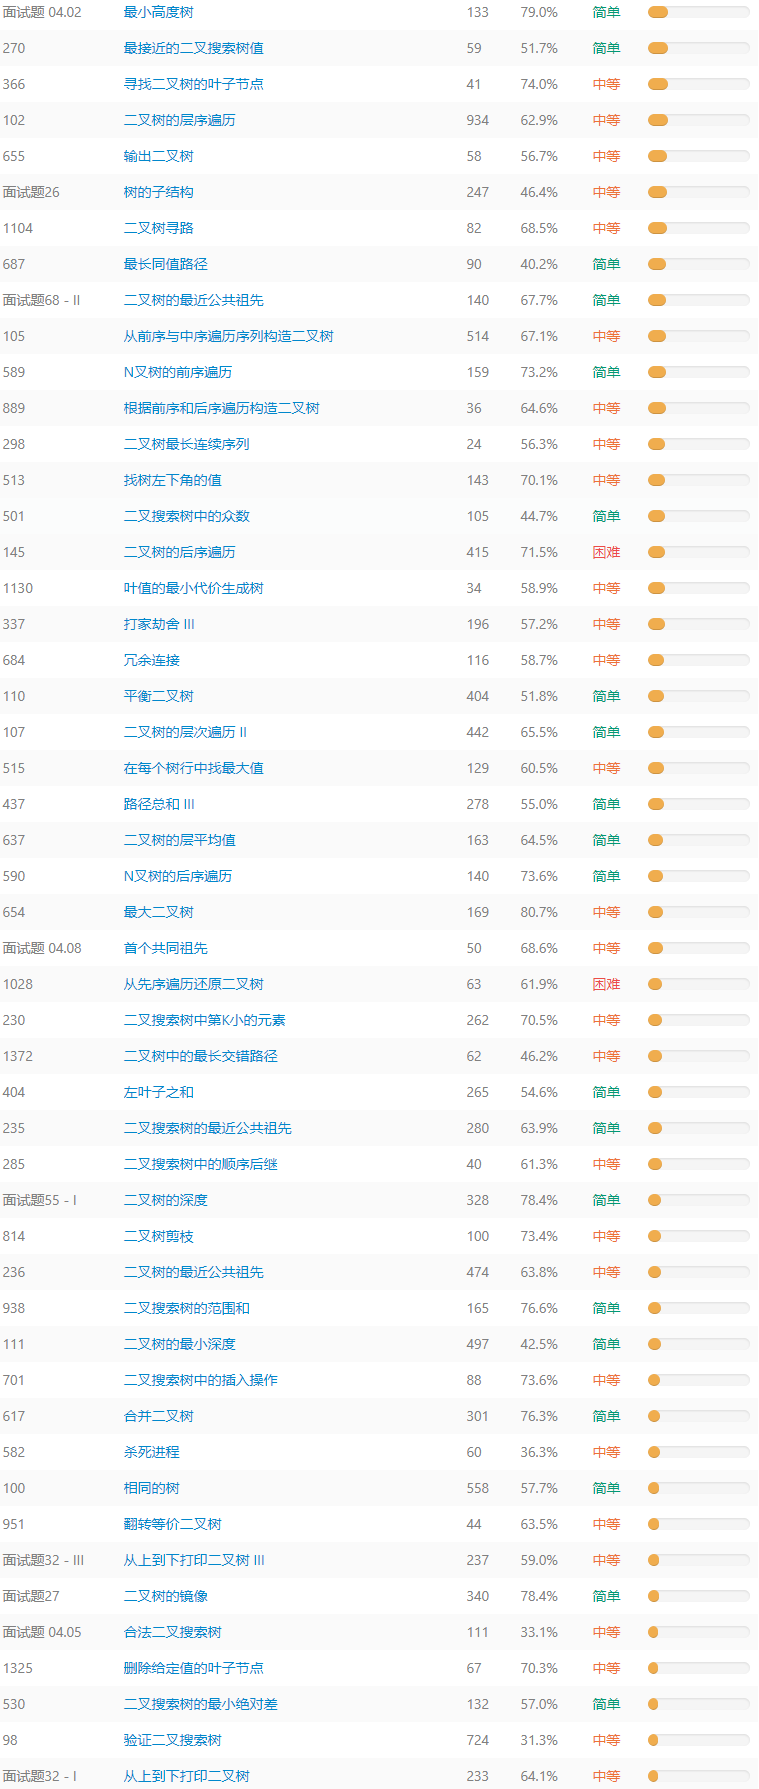 面试题 04.02 最小高度树 133 79.0% 简单
270 最接近的二叉搜索树值 59 51.7% 简单
366 寻找二叉树的叶子节点 41 74.0% 中等
102 二叉树的层序遍历 934 62.9% 中等
655 输出二叉树 58 56.7% 中等
面试题26 树的子结构 247 46.4% 中等
1104 二叉树寻路 82 68.5% 中等
687 最长同值路径 90 40.2% 简单
面试题68 - II 二叉树的最近公共祖先 140 67.7% 简单
105 从前序与中序遍历序列构造二叉树 514 67.1% 中等
589 N叉树的前序遍历 159 73.2% 简单
889 根据前序和后序遍历构造二叉树 36 64.6% 中等
298 二叉树最长连续序列 24 56.3% 中等
513 找树左下角的值 143 70.1% 中等
501 二叉搜索树中的众数 105 44.7% 简单
145 二叉树的后序遍历 415 71.5% 困难
1130 叶值的最小代价生成树 34 58.9% 中等
337 打家劫舍 III 196 57.2% 中等
684 冗余连接 116 58.7% 中等
110 平衡二叉树 404 51.8% 简单
107 二叉树的层次遍历 II 442 65.5% 简单
515 在每个树行中找最大值 129 60.5% 中等
437 路径总和 III 278 55.0% 简单
637 二叉树的层平均值 163 64.5% 简单
590 N叉树的后序遍历 140 73.6% 简单
654 最大二叉树 169 80.7% 中等
面试题 04.08 首个共同祖先 50 68.6% 中等
1028 从先序遍历还原二叉树 63 61.9% 困难
230 二叉搜索树中第K小的元素 262 70.5% 中等
1372 二叉树中的最长交错路径 62 46.2% 中等
404 左叶子之和 265 54.6% 简单
235 二叉搜索树的最近公共祖先 280 63.9% 简单
285 二叉搜索树中的顺序后继 40 61.3% 中等
面试题55 - I 二叉树的深度 328 78.4% 简单
814 二叉树剪枝 100 73.4% 中等
236 二叉树的最近公共祖先 474 63.8% 中等
938 二叉搜索树的范围和 165 76.6% 简单
111 二叉树的最小深度 497 42.5% 简单
701 二叉搜索树中的插入操作 88 73.6% 中等
617 合并二叉树 301 76.3% 简单
582 杀死进程 60 36.3% 中等
100 相同的树 558 57.7% 简单
951 翻转等价二叉树 44 63.5% 中等
面试题32 - III 从上到下打印二叉树 III 237 59.0% 中等
面试题27 二叉树的镜像 340 78.4% 简单
面试题 04.05 合法二叉搜索树 111 33.1% 中等
1325 删除给定值的叶子节点 67 70.3% 中等
530 二叉搜索树的最小绝对差 132 57.0% 简单
98 验证二叉搜索树 724 31.3% 中等
面试题32 - I 从上到下打印二叉树 233 64.1% 中等